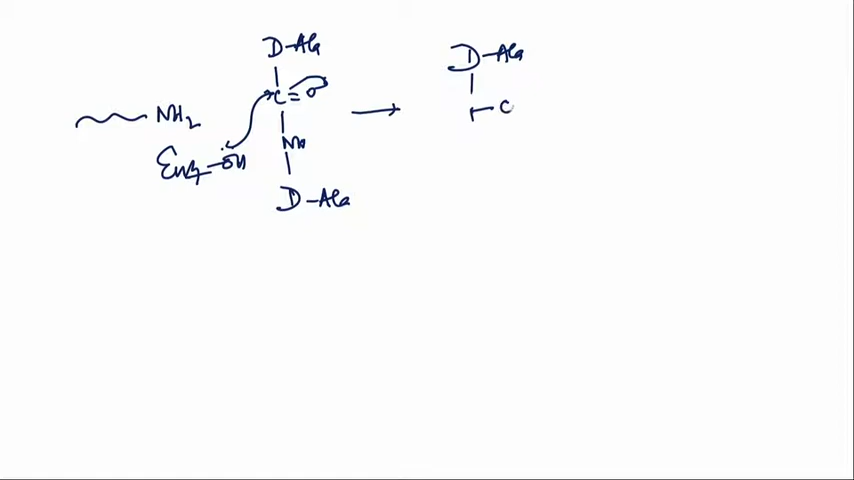 D-Ala
D-Ala
C=O
C
NH2
NH
Enz-OH
D-Ala